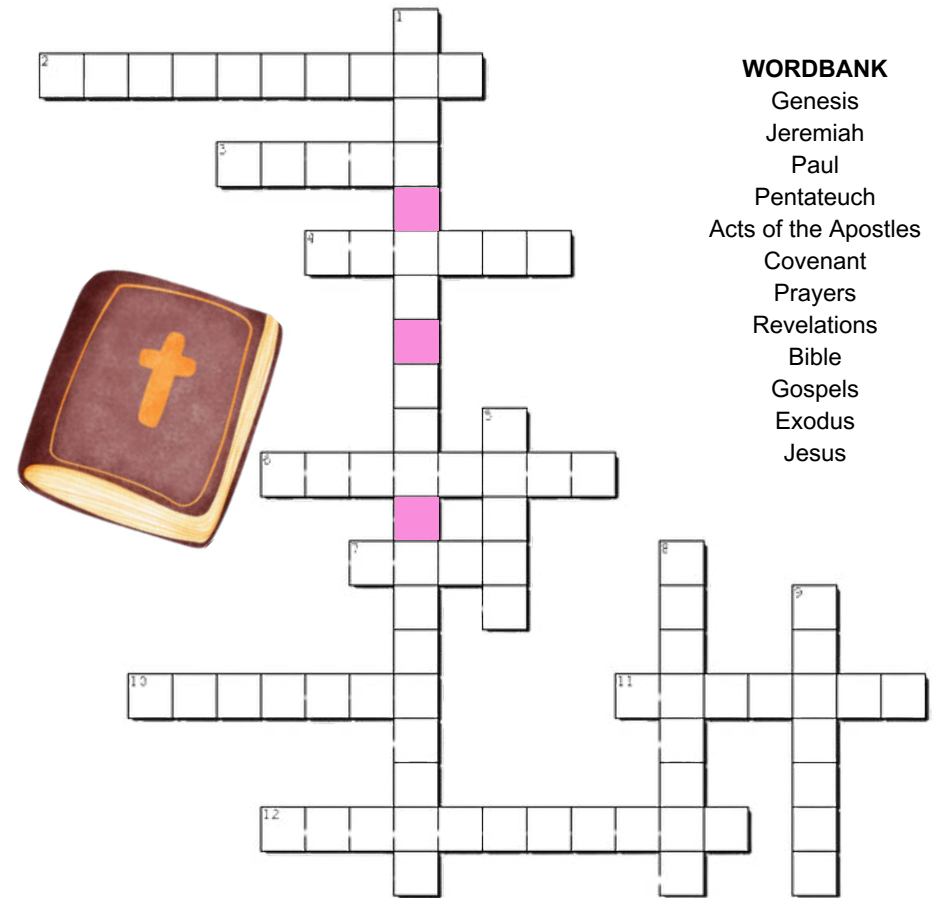 1
2
3
4
5
6
7
8
9
10
11
12
WORDBANK
Genesis
Jeremiah
Paul
Pentateuch
Acts of the Apostles
Covenant
Prayers
Revelations
Bible
Gospels
Exodus
Jesus